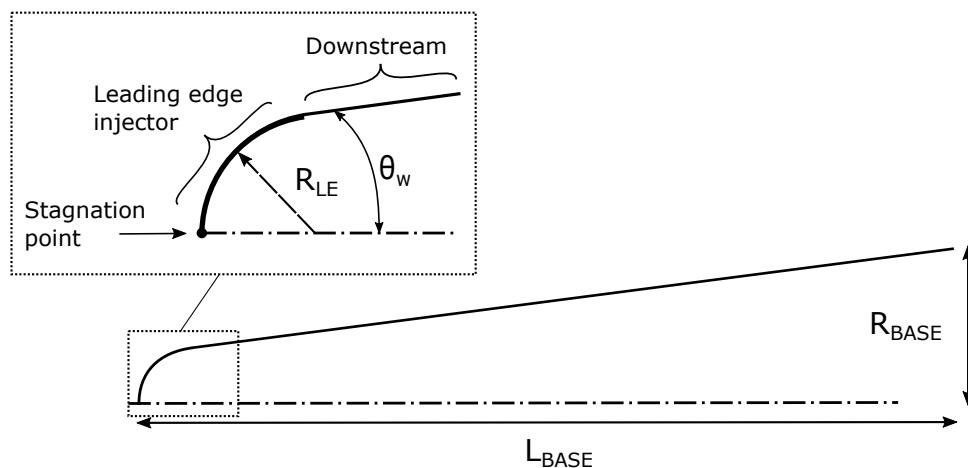 Downstream
Leading edge
injector
R_LE
θ_w
Stagnation
point
R_BASE
L_BASE